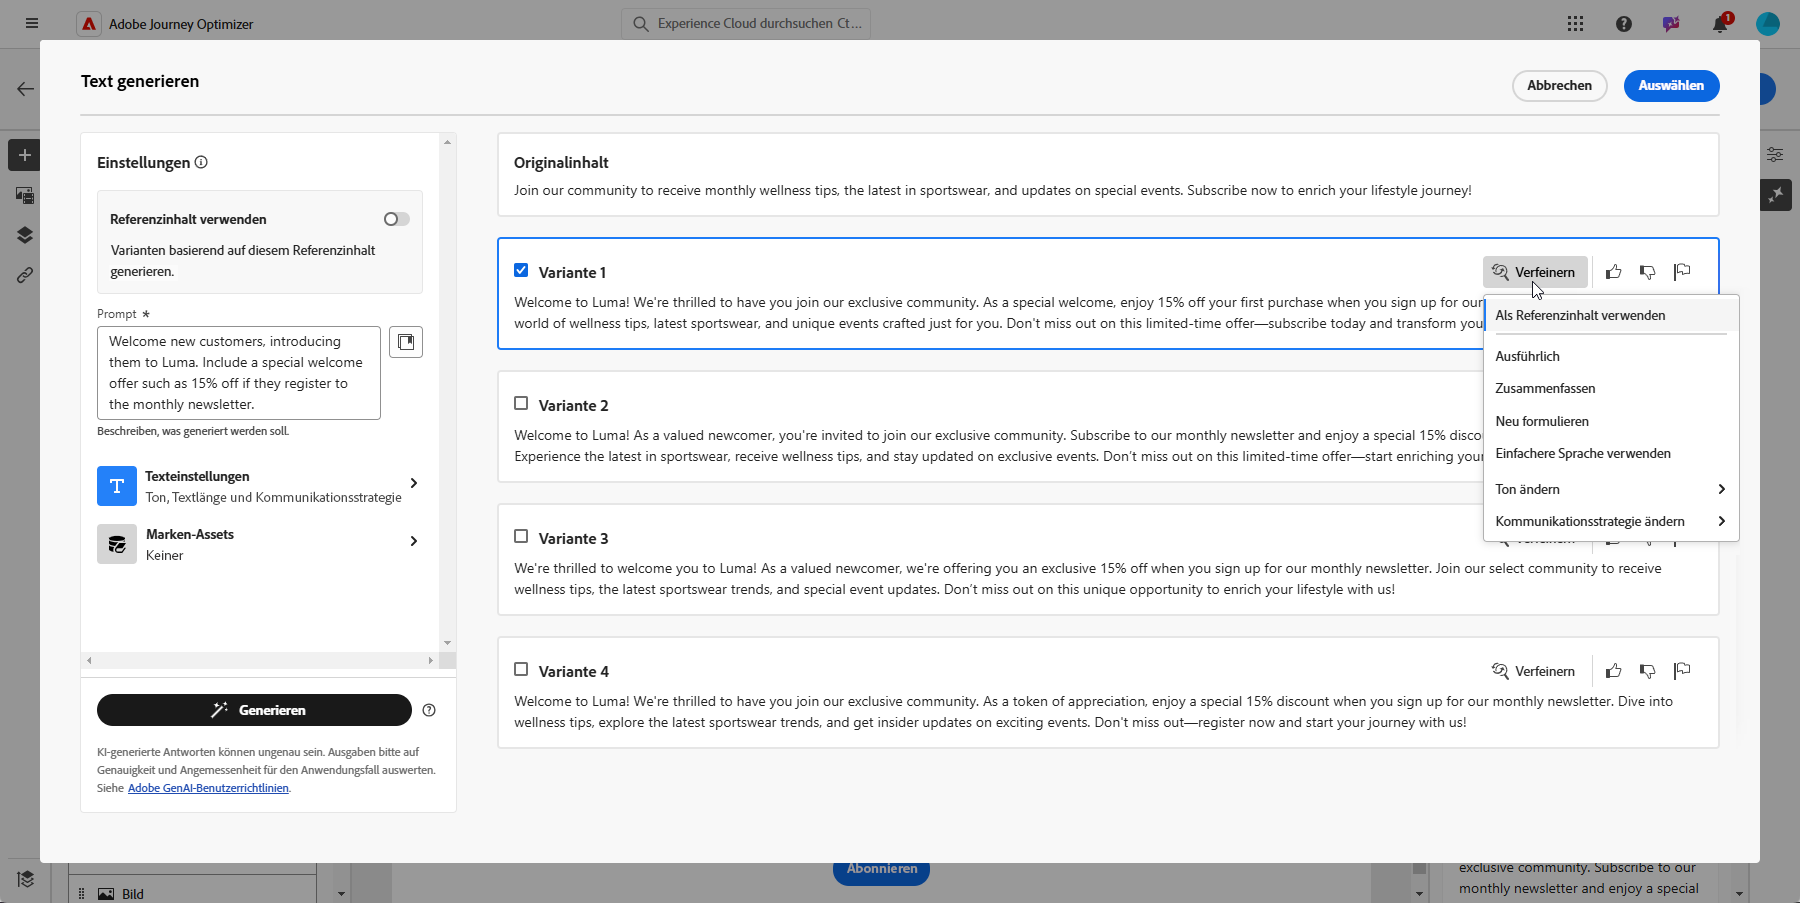 Adobe Journey Optimizer
Experience Cloud durchsuchen Ct...
1
Text generieren
Abbrechen
Auswählen
Einstellungen
Referenzinhalt verwenden
Varianten basierend auf diesem Referenzinhalt
generieren.
Prompt *
Welcome new customers, introducing
them to Luma. Include a special welcome
offer such as 15% off if they register to
the monthly newsletter.
Beschreiben, was generiert werden soll.
T
Texteinstellungen
Ton, Textlänge und Kommunikationsstrategie
Marken-Assets
Keiner
Generieren
KI-generierte Antworten können ungenau sein. Ausgaben bitte auf
Genauigkeit und Angemessenheit für den Anwendungsfall auswerten.
Siehe Adobe GenAI-Benutzerrichtlinien.
Originalinhalt
Join our community to receive monthly wellness tips, the latest in sportswear, and updates on special events. Subscribe now to enrich your lifestyle journey!
Variante 1
Verfeinern
Welcome to Luma! We're thrilled to have you join our exclusive community. As a special welcome, enjoy 15% off your first purchase when you sign up for our
world of wellness tips, latest sportswear, and unique events crafted just for you. Don't miss out on this limited-time offer—subscribe today and transform you
Als Referenzinhalt verwenden
Ausführlich
Zusammenfassen
Neu formulieren
Einfachere Sprache verwenden
Ton ändern
Kommunikationsstrategie ändern
Variante 2
Welcome to Luma! As a valued newcomer, you're invited to join our exclusive community. Subscribe to our monthly newsletter and enjoy a special 15% disco
Experience the latest in sportswear, receive wellness tips, and stay updated on exclusive events. Don’t miss out on this limited-time offer—start enriching you
Variante 3
We're thrilled to welcome you to Luma! As a valued newcomer, we're offering you an exclusive 15% off when you sign up for our monthly newsletter. Join our select community to receive
wellness tips, the latest sportswear trends, and special event updates. Don’t miss out on this unique opportunity to enrich your lifestyle with us!
Variante 4
Verfeinern
Welcome to Luma! We're thrilled to have you join our exclusive community. As a token of appreciation, enjoy a special 15% discount when you sign up for our monthly newsletter. Dive into
wellness tips, explore the latest sportswear trends, and get insider updates on exciting events. Don't miss out—register now and start your journey with us!
Bild
Abonnieren
exclusive community. Subscribe to our
monthly newsletter and enjoy a special